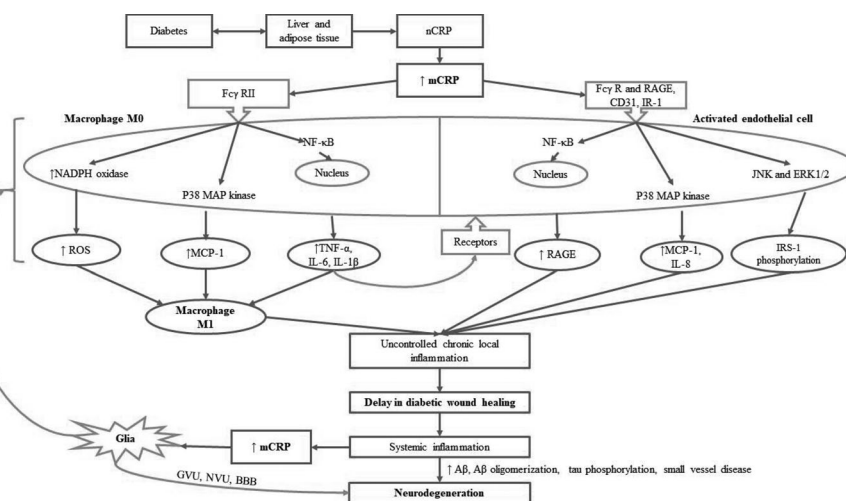 Diabetes
Liver and
adipose tissue
nCRP
↑ mCRP
Fcγ RII
Fcγ R and RAGE,
CD31, IR-1
Macrophage M0
Activated endothelial cell
NF-κB
NF-κB
↑NADPH oxidase
Nucleus
Nucleus
JNK and ERK1/2
P38 MAP kinase
P38 MAP kinase
↑ ROS
↑MCP-1
↑TNF-α,
IL-6, IL-1β
Receptors
↑ RAGE
↑MCP-1,
IL-8
IRS-1
phosphorylation
Macrophage
M1
Uncontrolled chronic local
inflammation
Delay in diabetic wound healing
Glia
↑ mCRP
Systemic inflammation
↑ Aβ, Aβ oligomerization, tau phosphorylation, small vessel disease
GVU, NVU, BBB
Neurodegeneration